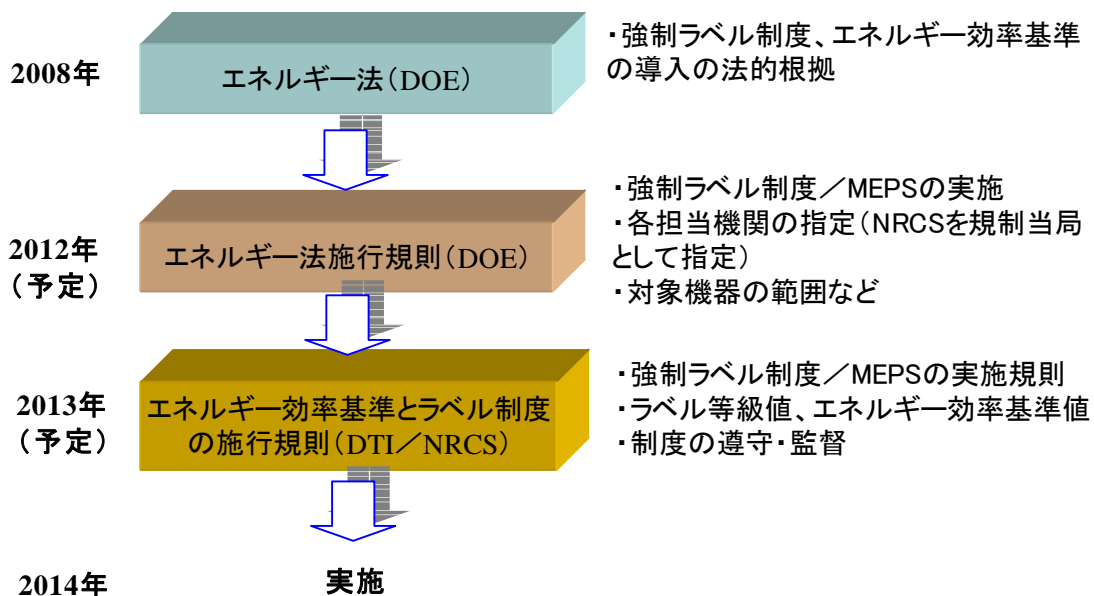 2008年
エネルギー法(DOE)
・強制ラベル制度、エネルギー効率基準
の導入の法的根拠
2012年
(予定)
エネルギー法施行規則(DOE)
・強制ラベル制度/MEPSの実施
・各担当機関の指定(NRCSを規制当局
として指定)
・対象機器の範囲など
2013年
(予定)
エネルギー効率基準とラベル制度
の施行規則(DTI/NRCS)
・強制ラベル制度/MEPSの実施規則
・ラベル等級値、エネルギー効率基準値
・制度の遵守・監督
2014年
実施